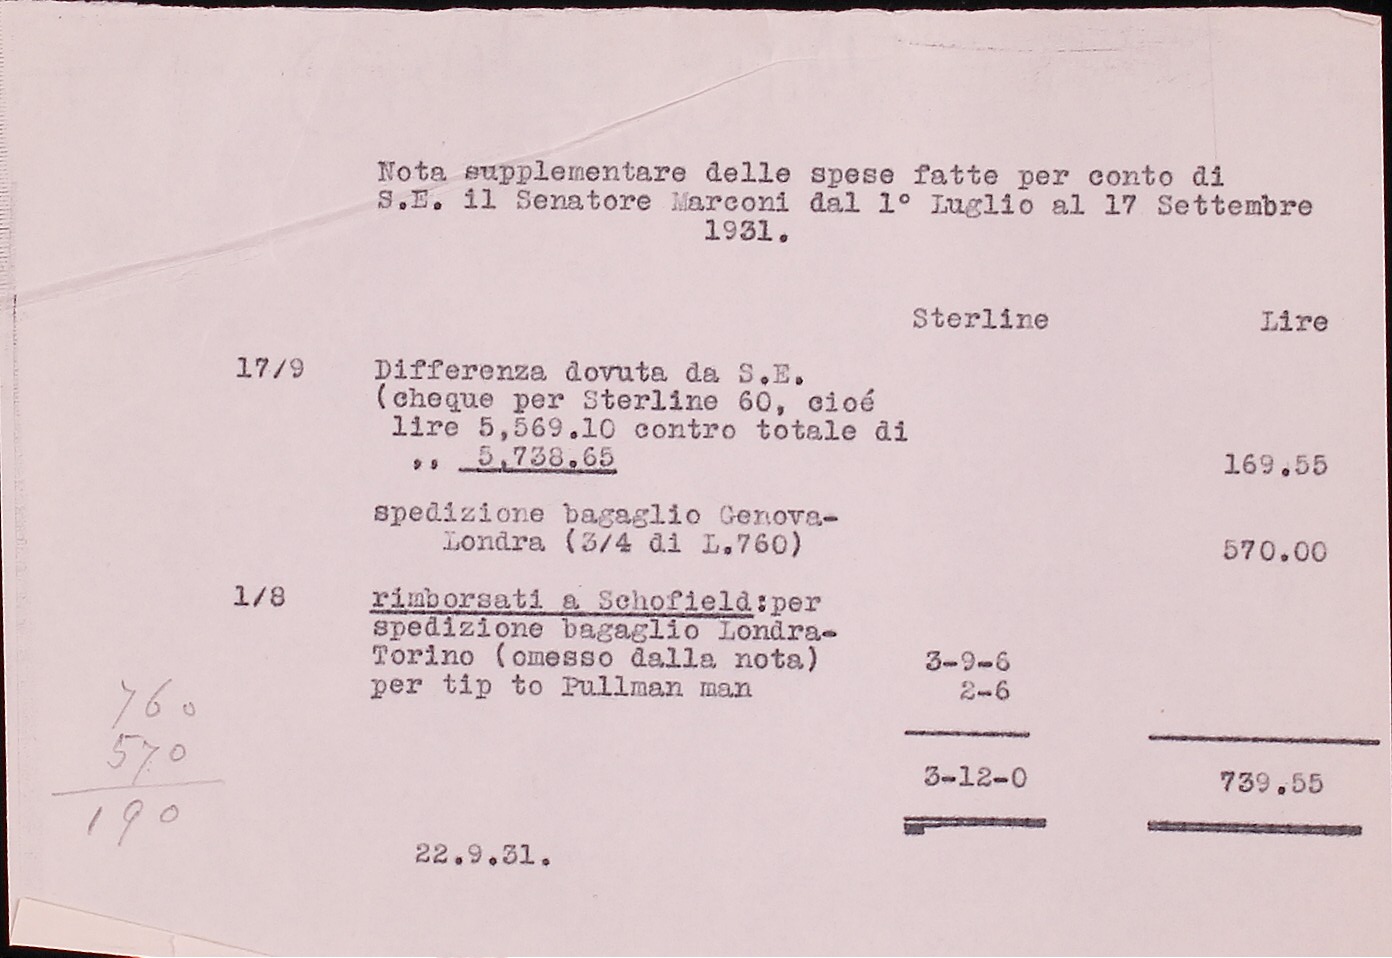 Nota supplementare delle spese fatte per conto di
S.E. il Senatore Marconi dal 1° Luglio al 17 Settembre
1931.
Sterline Lire
17/9 Differenza dovuta da S.E.
(cheque per Sterline 60, cioé
lire 5,569.10 contro totale di
,, 5,738.65 169.55
spedizione bagaglio Genova-
Londra (3/4 di L.760) 570.00
1/8 rimborsati a Schofield:per
spedizione bagaglio Londra-
Torino (omesso dalla nota) 3-9-6
per tip to Pullman man 2-6
760
570
190
3-12-0 739.55
22.9.31.